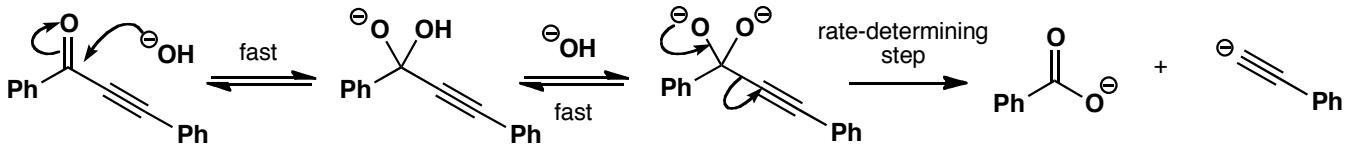 O
⊖OH
Ph
Ph
fast
⊖
O OH
Ph
Ph
⊖OH
fast
⊖ ⊖
O O
Ph
Ph
rate-determining
step
O
Ph O⊖
+
⊖
Ph